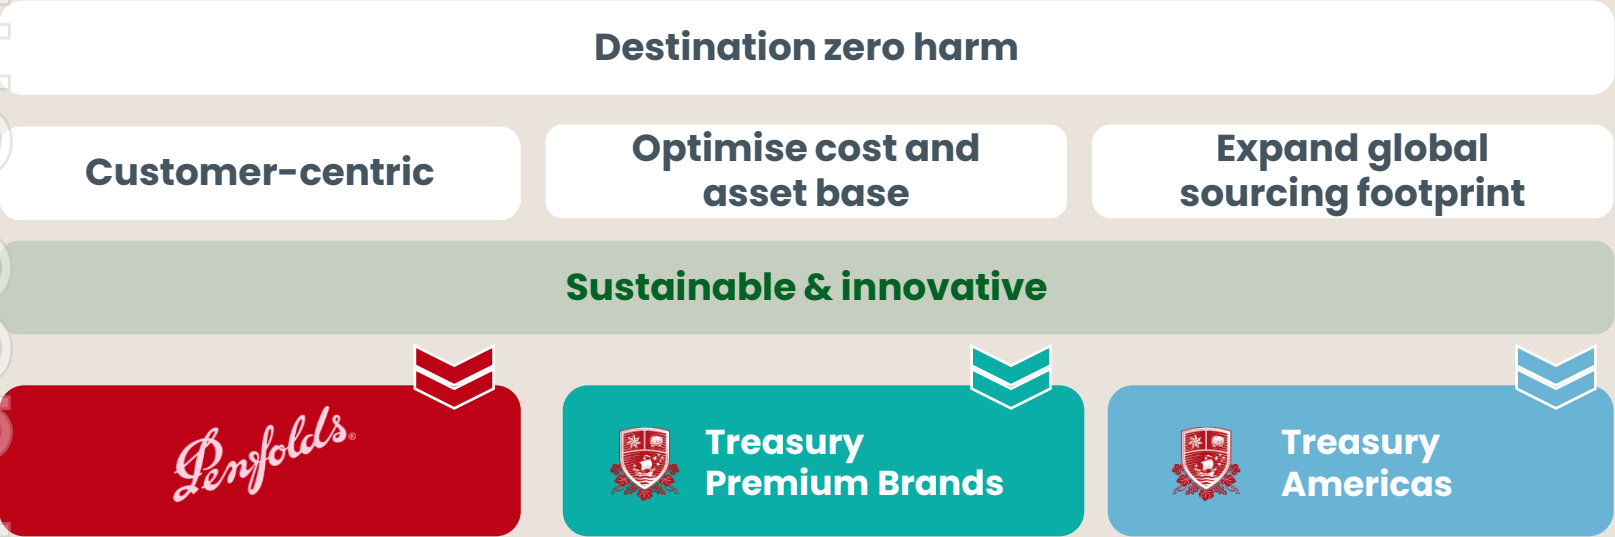 Destination zero harm
Customer-centric
Optimise cost and
asset base
Expand global
sourcing footprint
Sustainable & innovative
Penfolds®
Treasury
Premium Brands
Treasury
Americas